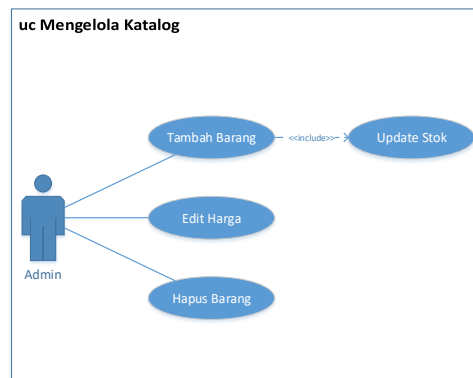 uc Mengelola Katalog
Tambah Barang
<<include>>
Update Stok
Edit Harga
Admin
Hapus Barang